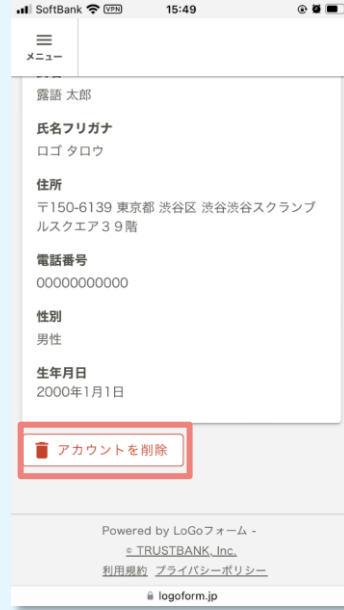 SoftBank VPN 15:49
メニュー
露語 太郎
氏名フリガナ
ロゴ タロウ
住所
〒150-6139 東京都 渋谷区 渋谷渋谷スクランブ
ルスクエア39階
電話番号
00000000000
性別
男性
生年月日
2000年1月1日
アカウントを削除
Powered by LoGoフォーム -
© TRUSTBANK, Inc.
利用規約 プライバシーポリシー
logoform.jp